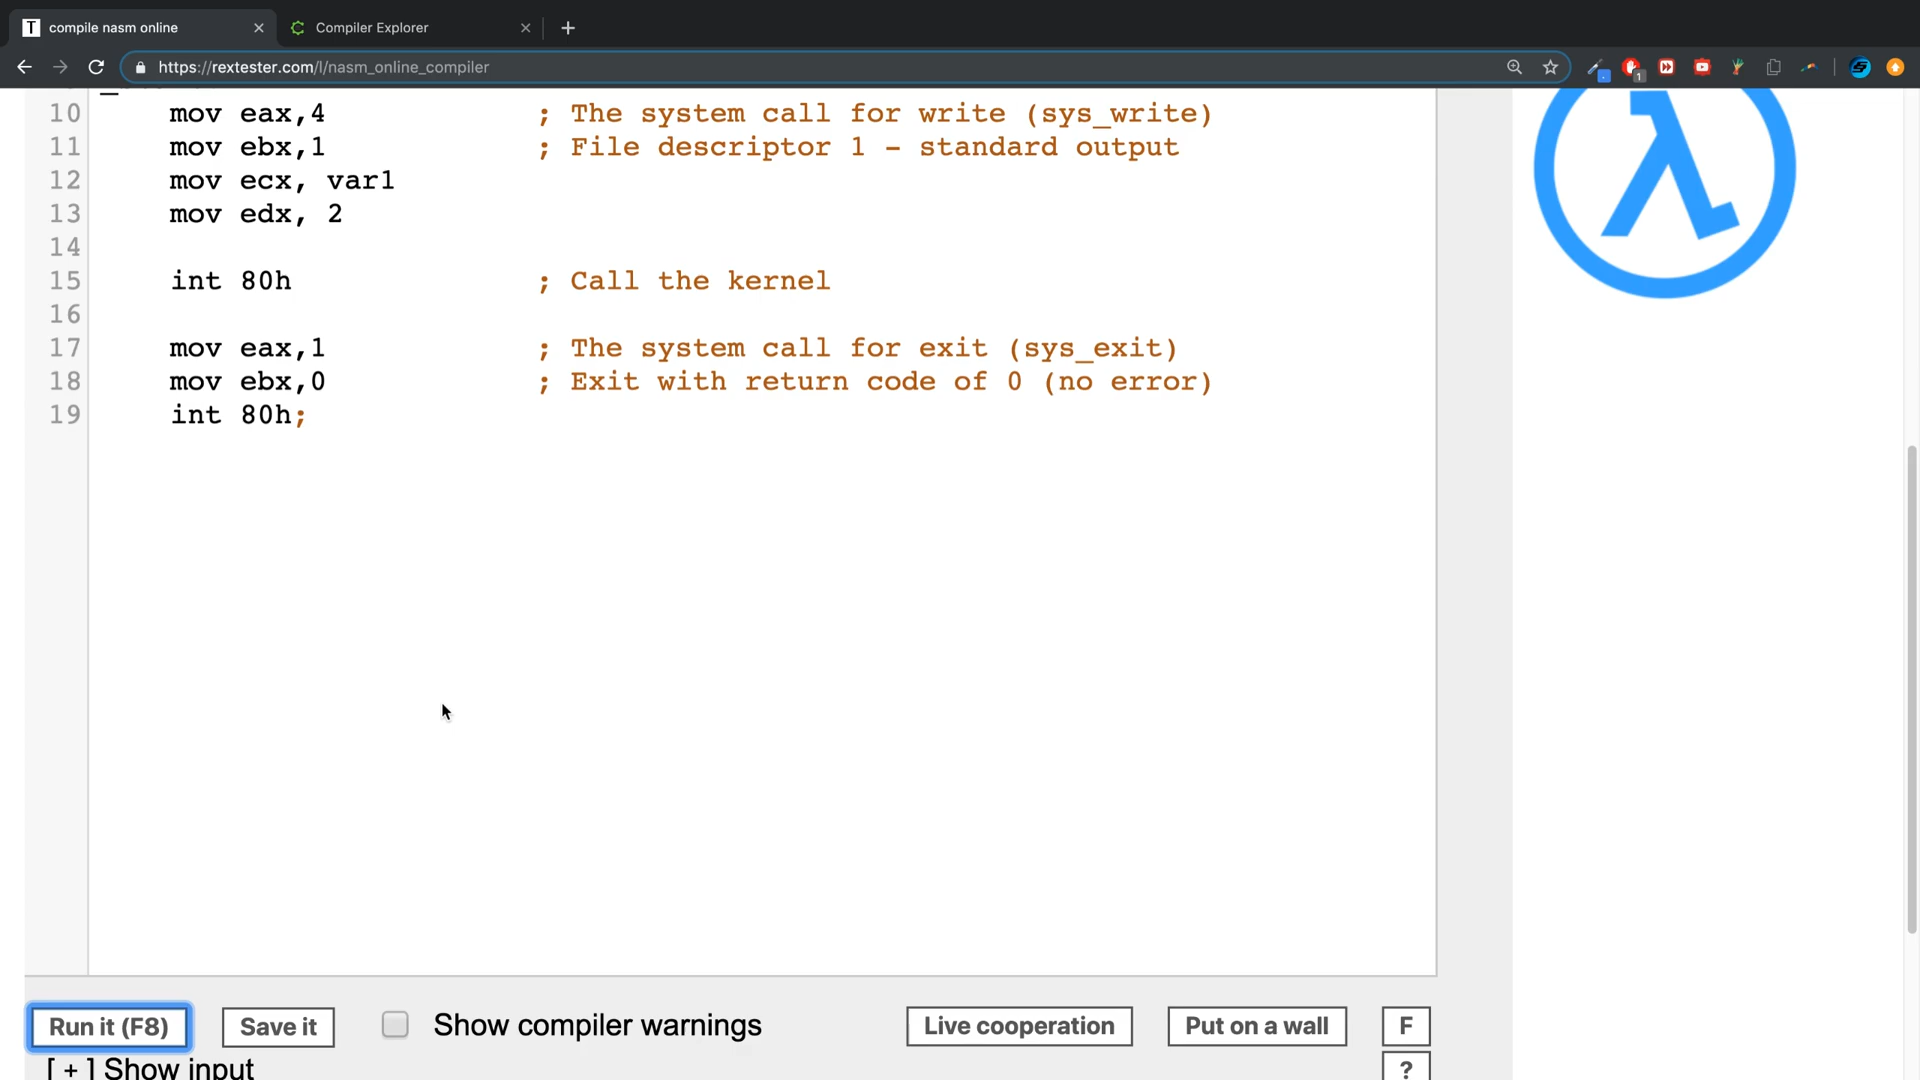 T compile nasm online
Compiler Explorer
https://rextester.com/l/nasm_online_compiler
1
10 mov eax,4 ; The system call for write (sys_write)
11 mov ebx,1 ; File descriptor 1 - standard output
12 mov ecx, var1
13 mov edx, 2
14
15 int 80h ; Call the kernel
16
17 mov eax,1 ; The system call for exit (sys_exit)
18 mov ebx,0 ; Exit with return code of 0 (no error)
19 int 80h;
Run it (F8) Save it Show compiler warnings Live cooperation Put on a wall F
[ + ] Show input ?